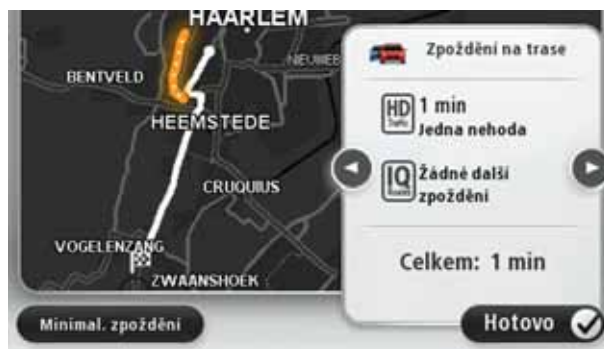 HAARLEM
Zpoždění na trase
BENTVELD
HD
Traffic
1 min
Jedna nehoda
HEEMSTEDE
IQ
Routes
Žádné další
zpoždění
CRUQUIUS
VOGELENZANG
Celkem: 1 min
ZWAANSHOEK
Minimal. zpoždění
Hotovo